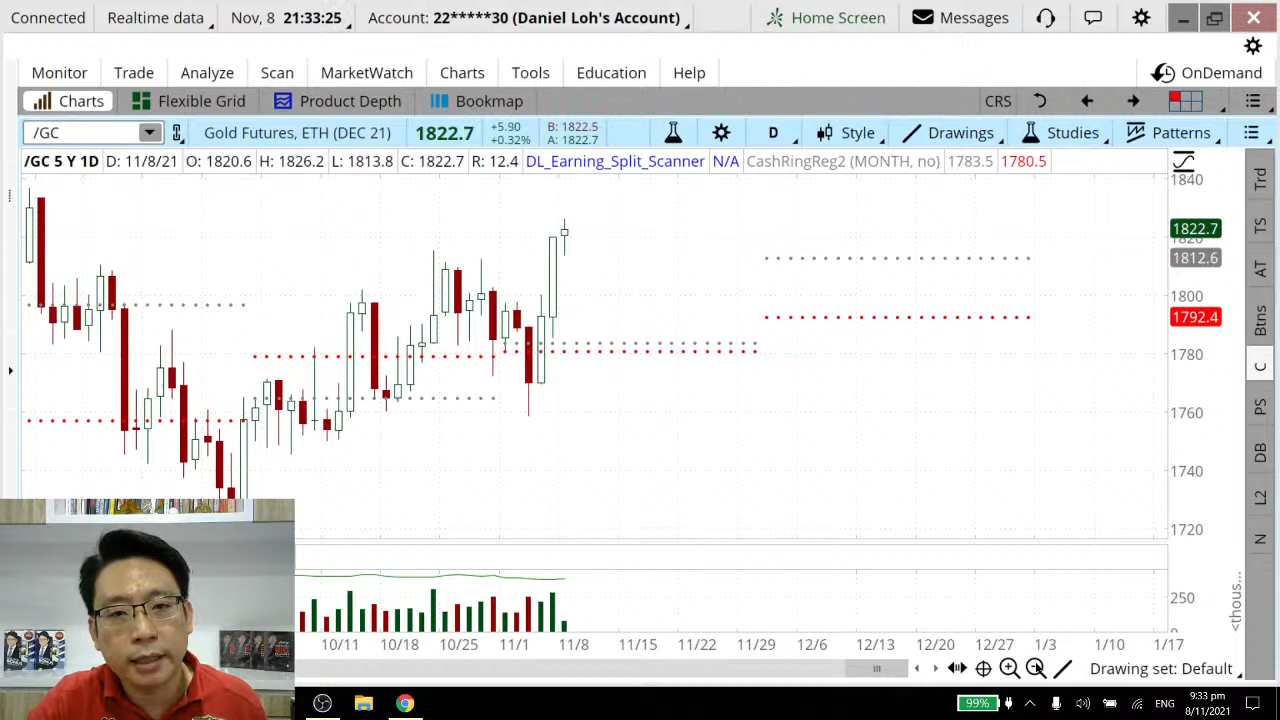 Connected Realtime data Nov, 8 21:33:25 Account: 22*****30 (Daniel Loh's Account) Home Screen Messages
Monitor Trade Analyze Scan MarketWatch Charts Tools Education Help OnDemand
Charts Flexible Grid Product Depth Bookmap CRS
/GC Gold Futures, ETH (DEC 21) 1822.7 +5.90 +0.32% B: 1822.5 A: 1822.7 D Style Drawings Studies Patterns
/GC 5 Y 1D D: 11/8/21 O: 1820.6 H: 1826.2 L: 1813.8 C: 1822.7 R: 12.4 DL_Earning_Split_Scanner N/A CashRingReg2 (MONTH, no) 1783.5 1780.5
1840
1822.7
1820
1812.6
1800
1792.4
1780
1760
1740
1720
250
0
<thous...
Trd
TS
AT
Btns
C
PS
DB
L2
N
10/11 10/18 10/25 11/1 11/8 11/15 11/22 11/29 12/6 12/13 12/20 12/27 1/3 1/10 1/17
Drawing set: Default
99% ENG 9:33 pm
8/11/2021